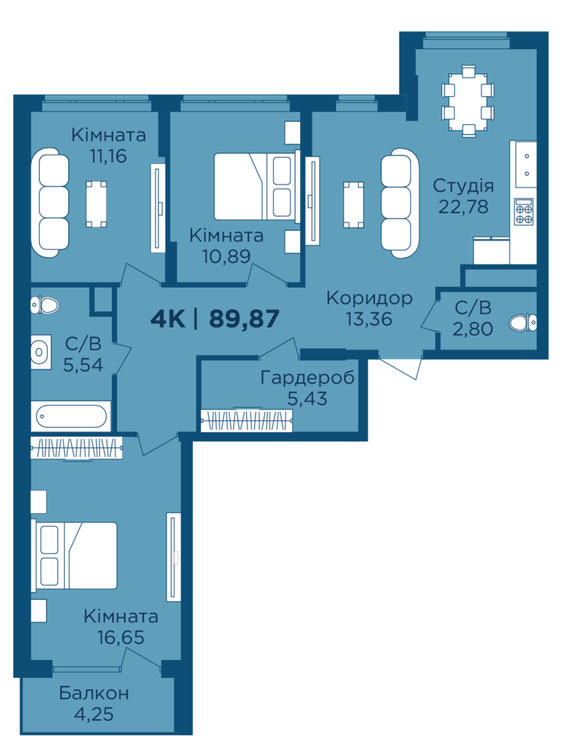 Кімната
11,16
Кімната
10,89
Студія
22,78
Коридор
13,36
С/В
2,80
4К | 89,87
С/В
5,54
Гардероб
5,43
Кімната
16,65
Балкон
4,25